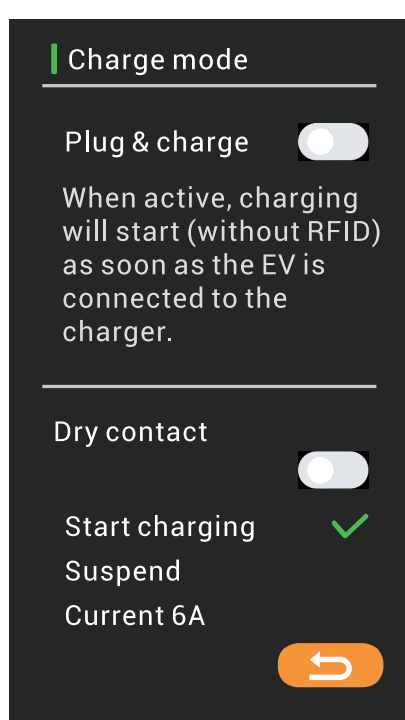 Charge mode
Plug & charge
When active, charging
will start (without RFID)
as soon as the EV is
connected to the
charger.
Dry contact
Start charging
Suspend
Current 6A